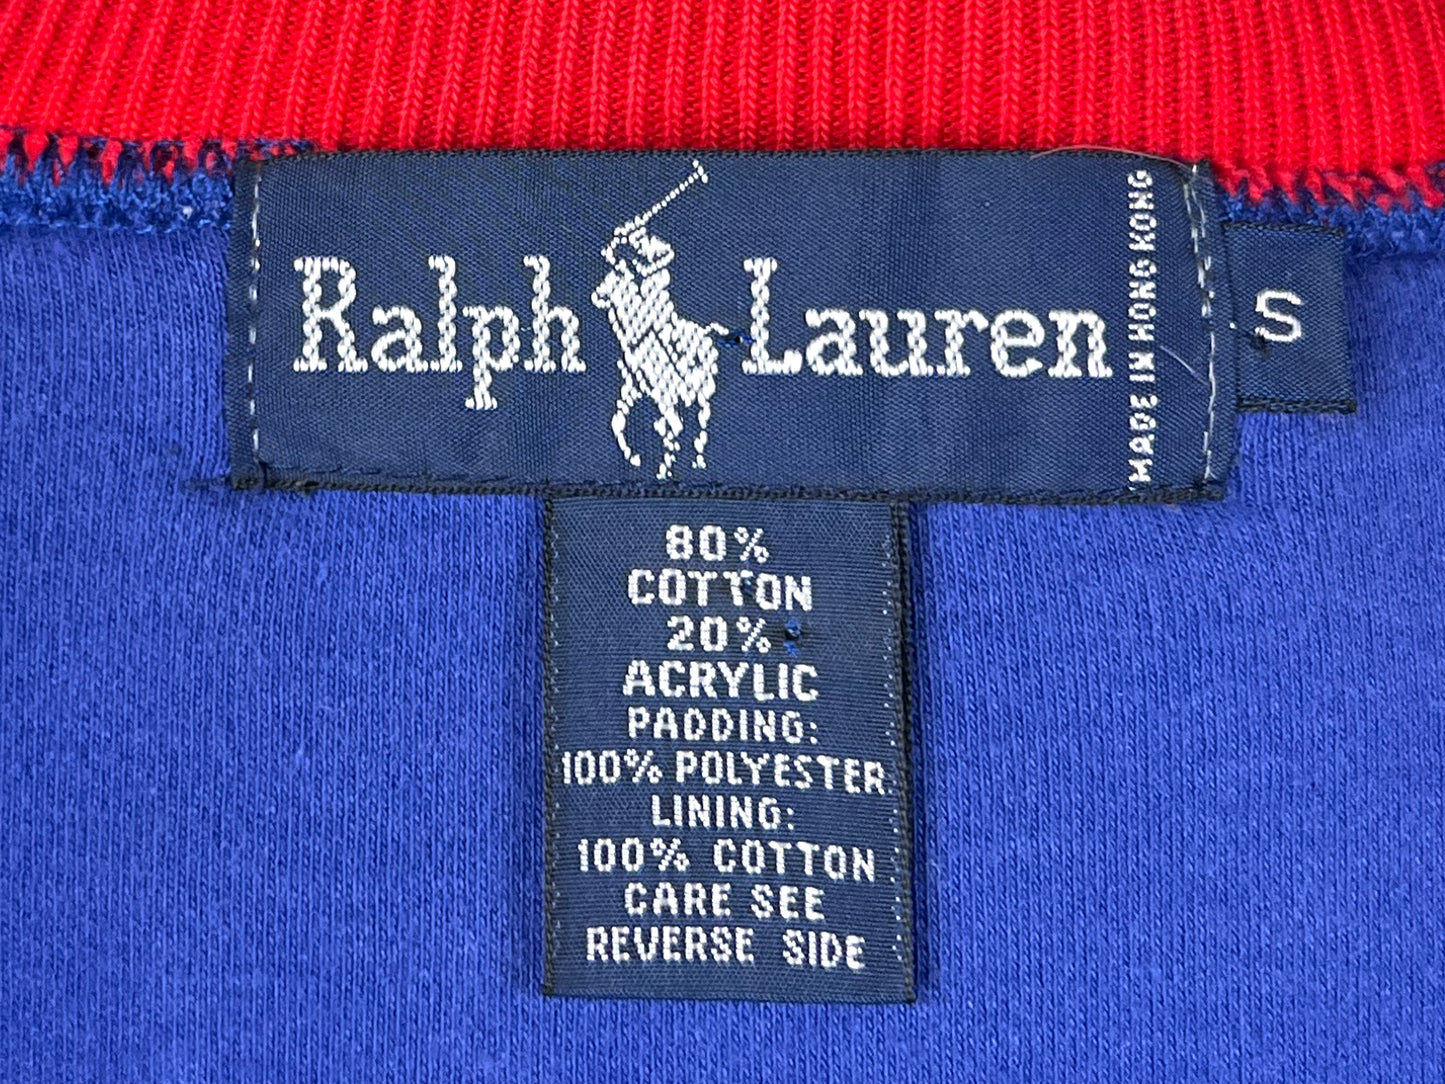 Ralph Lauren
MADE IN HONG KONG
S
80%
COTTON
20%
ACRYLIC
PADDING:
100% POLYESTER
LINING:
100% COTTON
CARE SEE
REVERSE SIDE